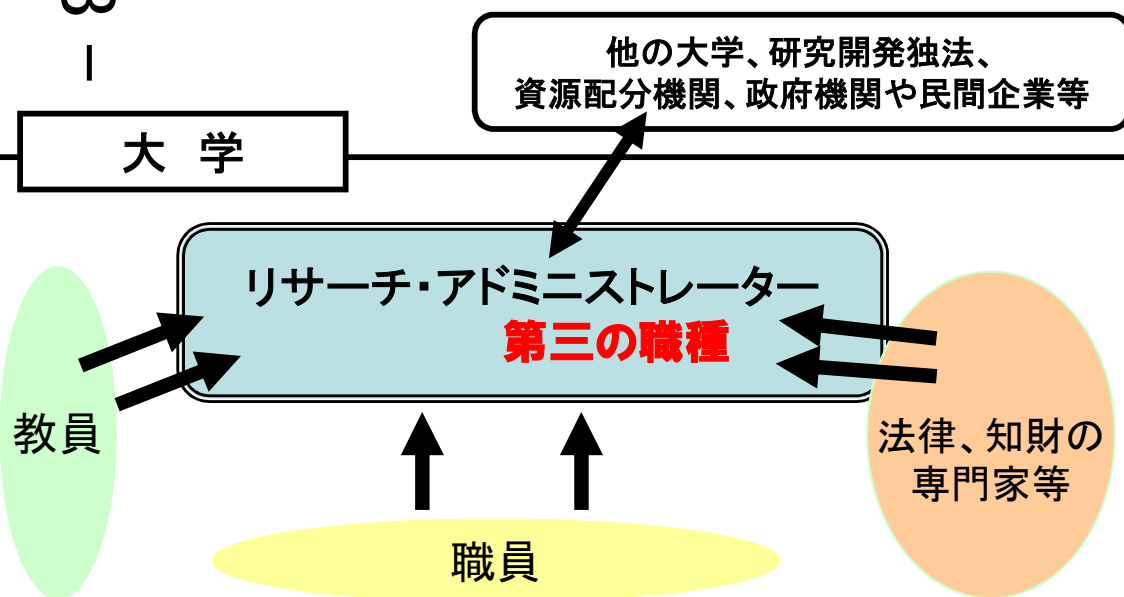 3 –
他の大学、研究開発独法、
資源配分機関、政府機関や民間企業等
大 学
リサーチ・アドミニストレーター
第三の職種
教員
法律、知財の
専門家等
職員